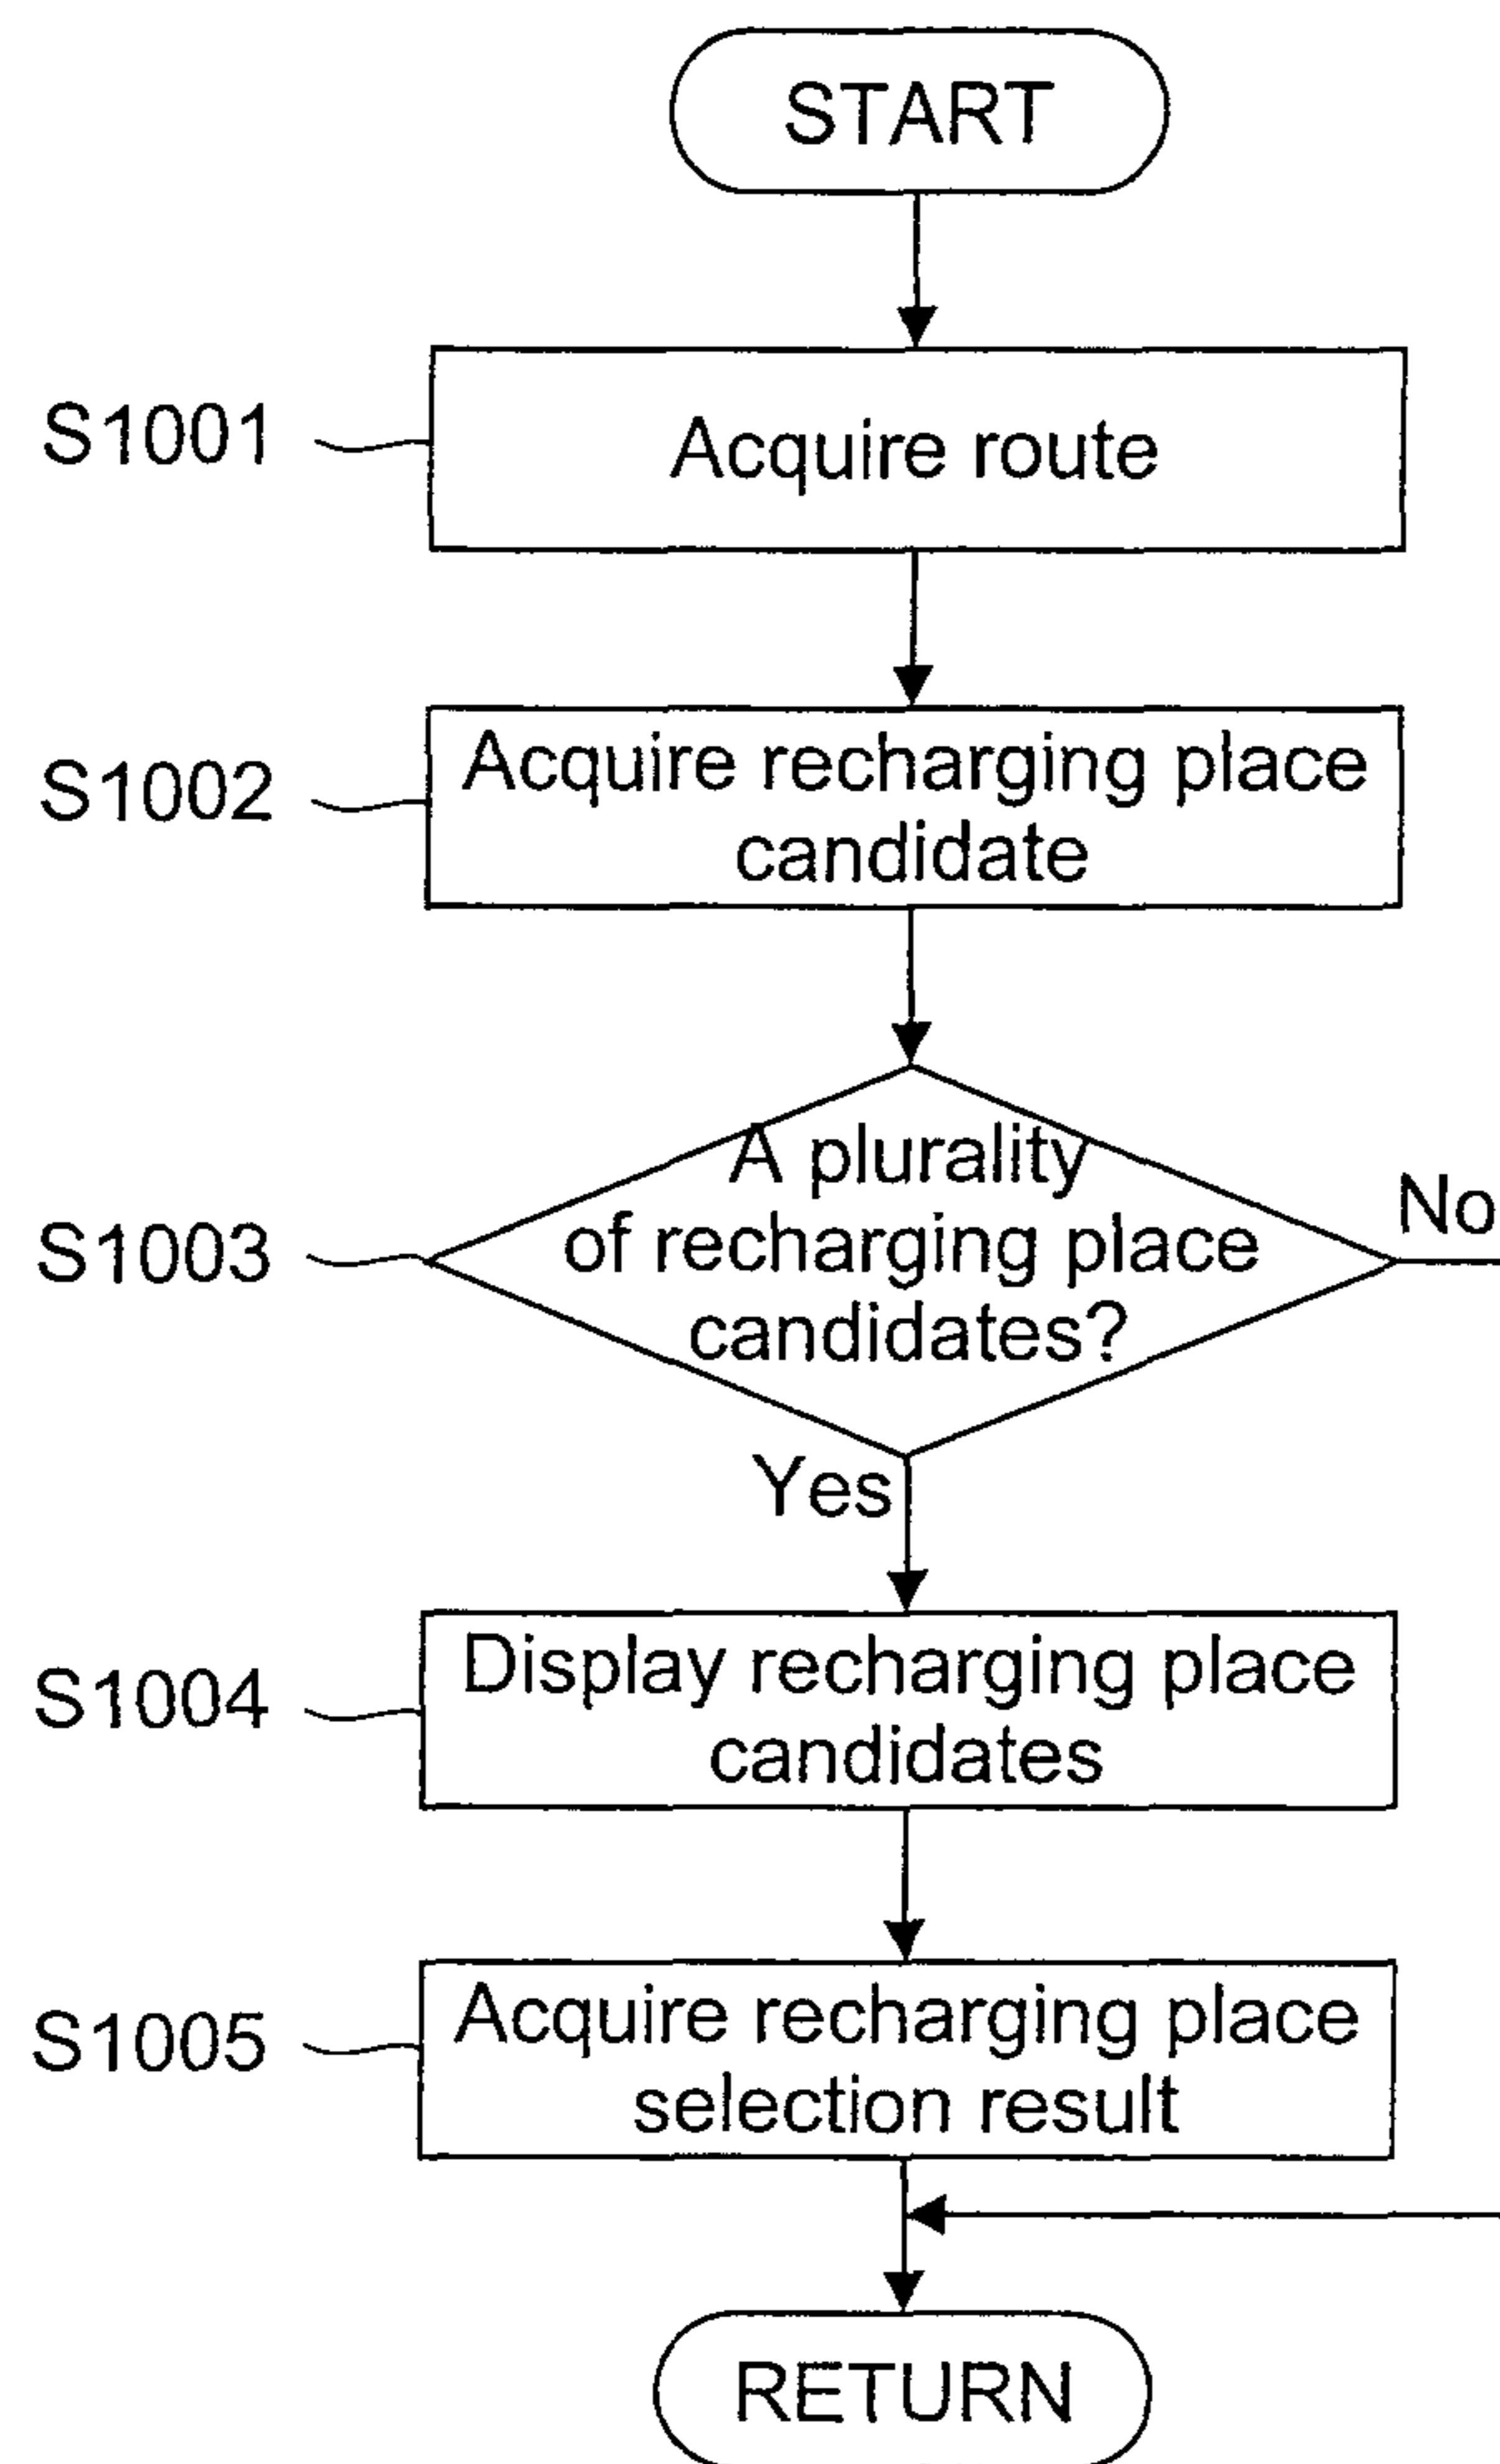 START
S1001
Acquire route
S1002
Acquire recharging place
candidate
S1003
A plurality
of recharging place
candidates?
No
Yes
S1004
Display recharging place
candidates
S1005
Acquire recharging place
selection result
RETURN